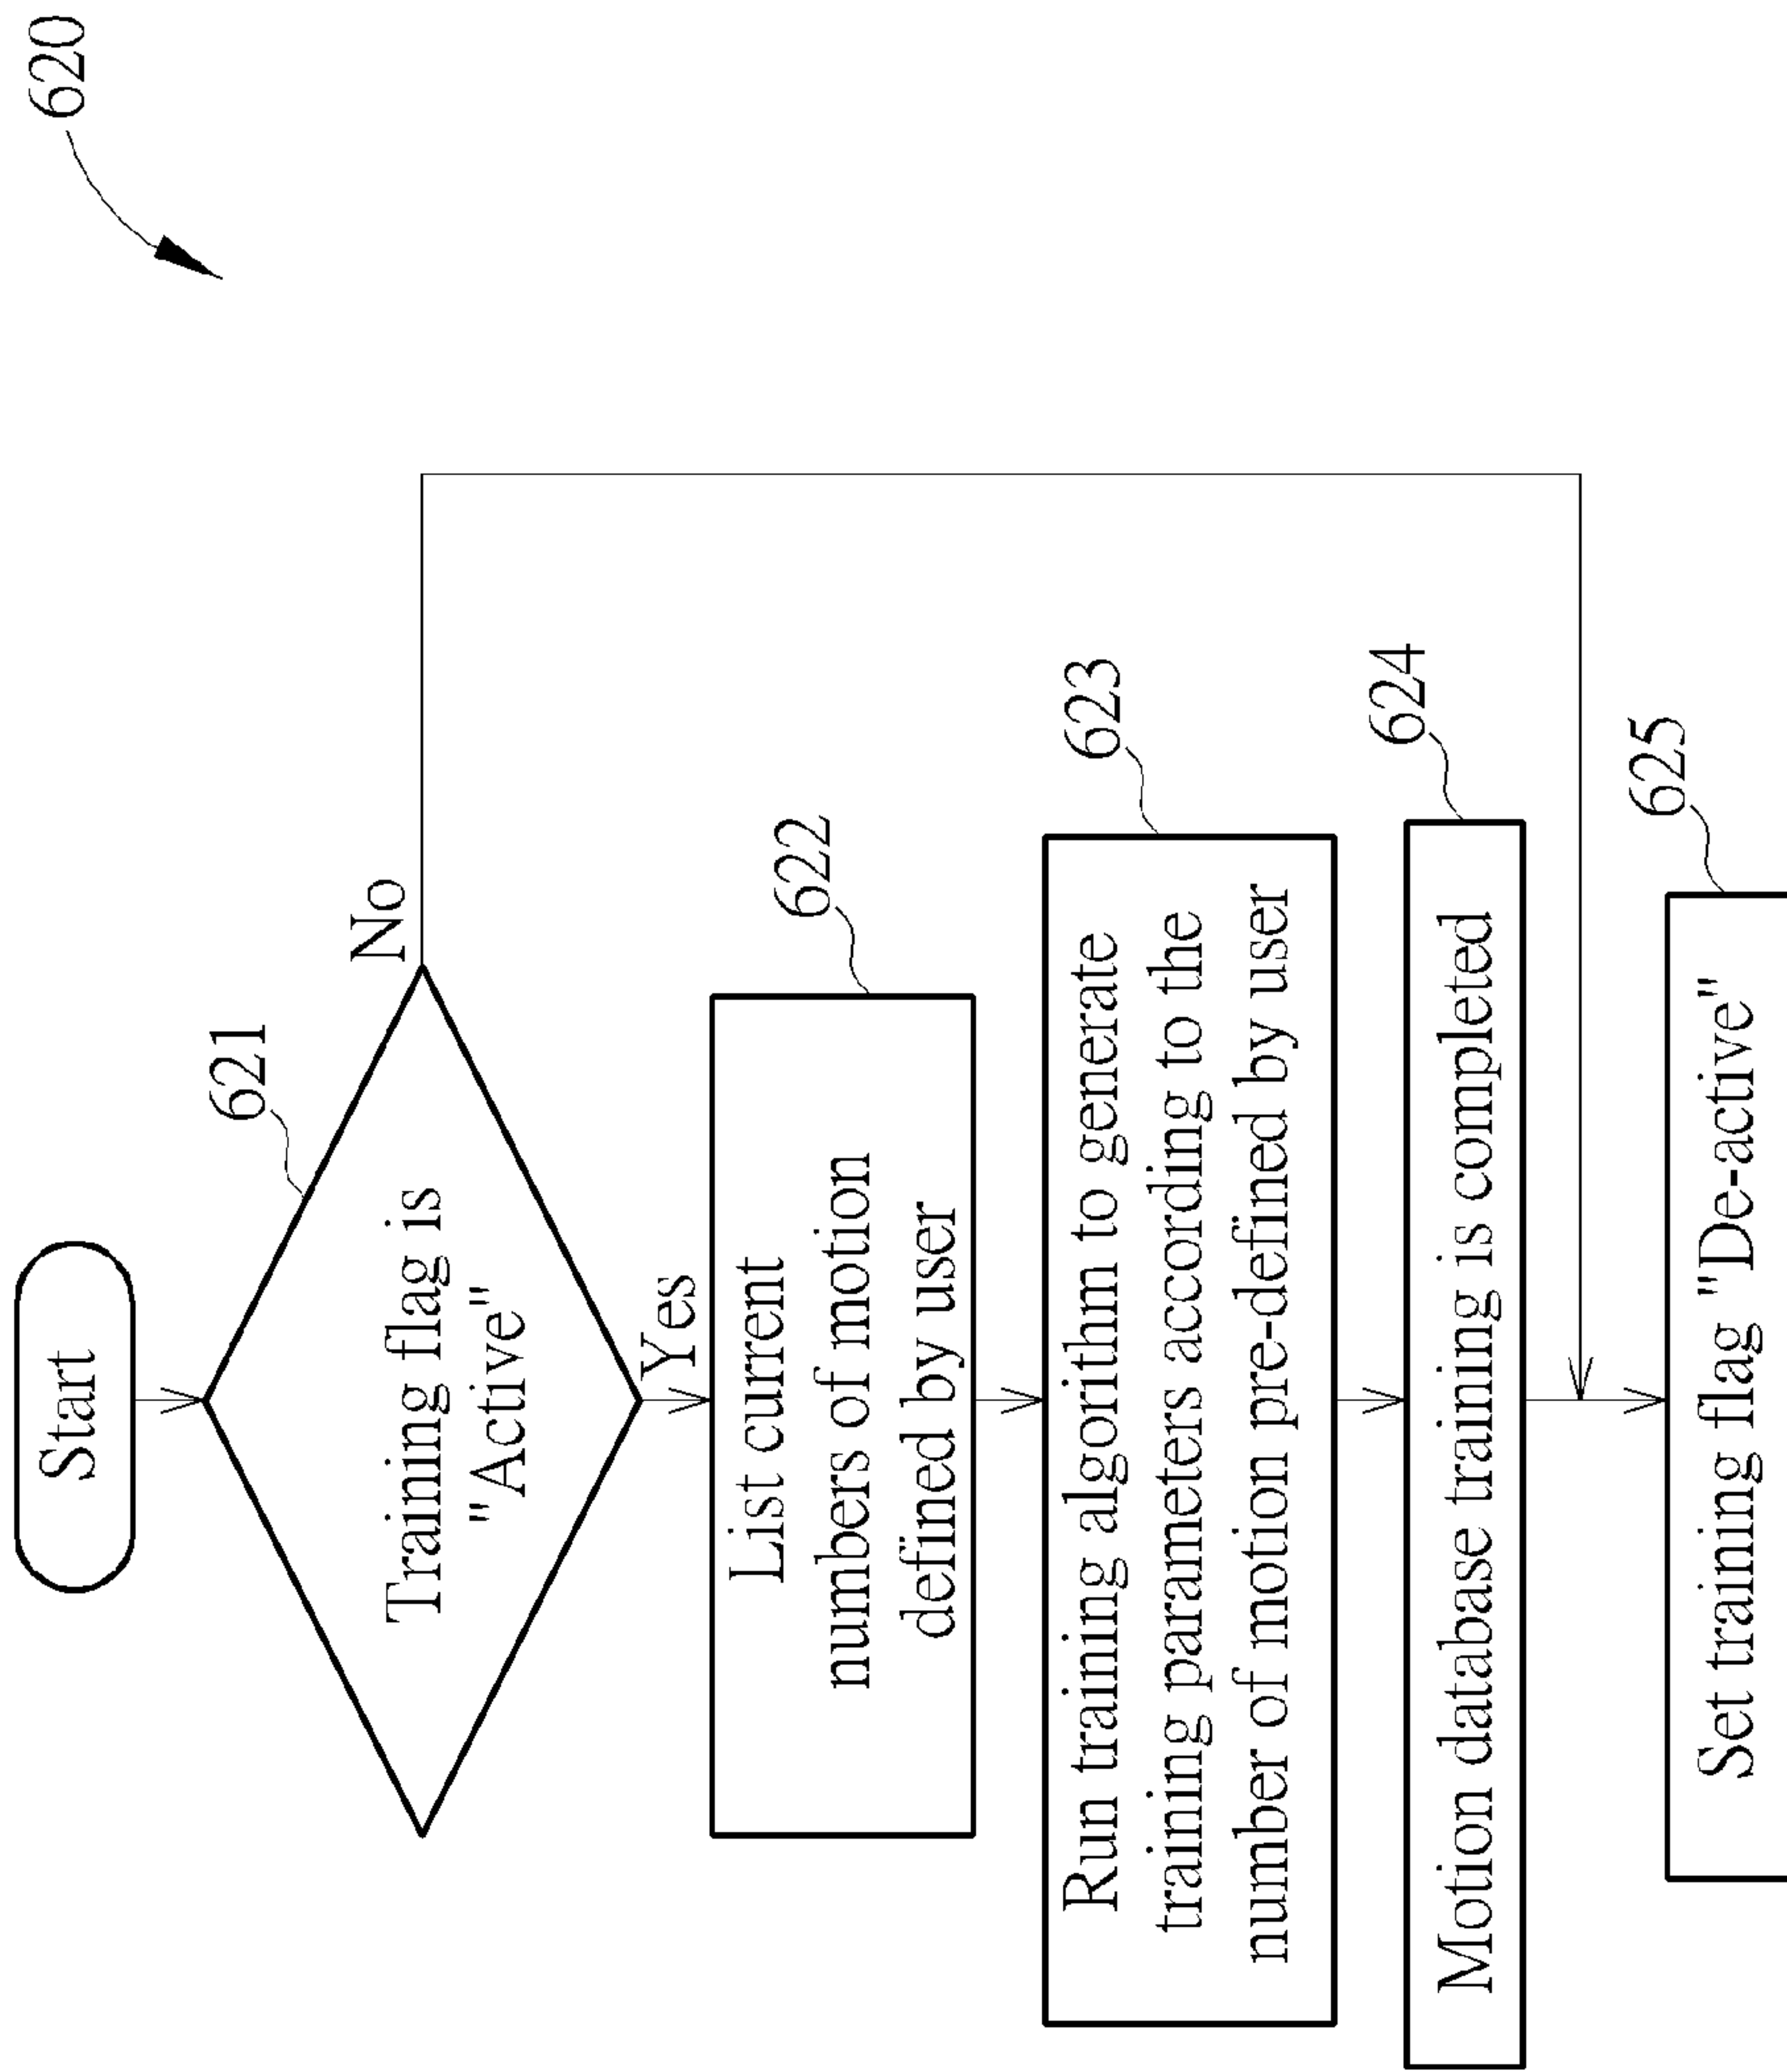 620
Start
621
Training flag is
"Active"
No
Yes
622
List current
numbers of motion
defined by user
623
Run training algorithm to generate
training parameters according to the
number of motion pre-defined by user
624
Motion database training is completed
625
Set training flag "De-active"